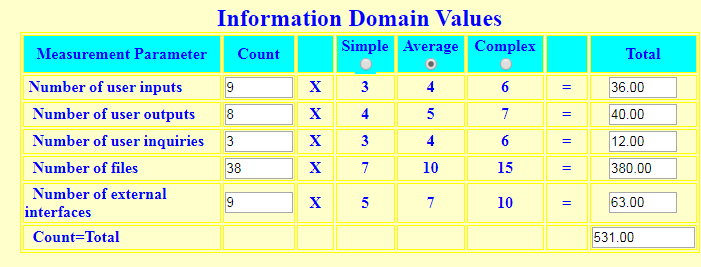 Information Domain Values
Measurement Parameter Count Simple Average Complex Total
Number of user inputs 9 X 3 4 6 = 36.00
Number of user outputs 8 X 4 5 7 = 40.00
Number of user inquiries 3 X 3 4 6 = 12.00
Number of files 38 X 7 10 15 = 380.00
Number of external
interfaces 9 X 5 7 10 = 63.00
Count=Total 531.00